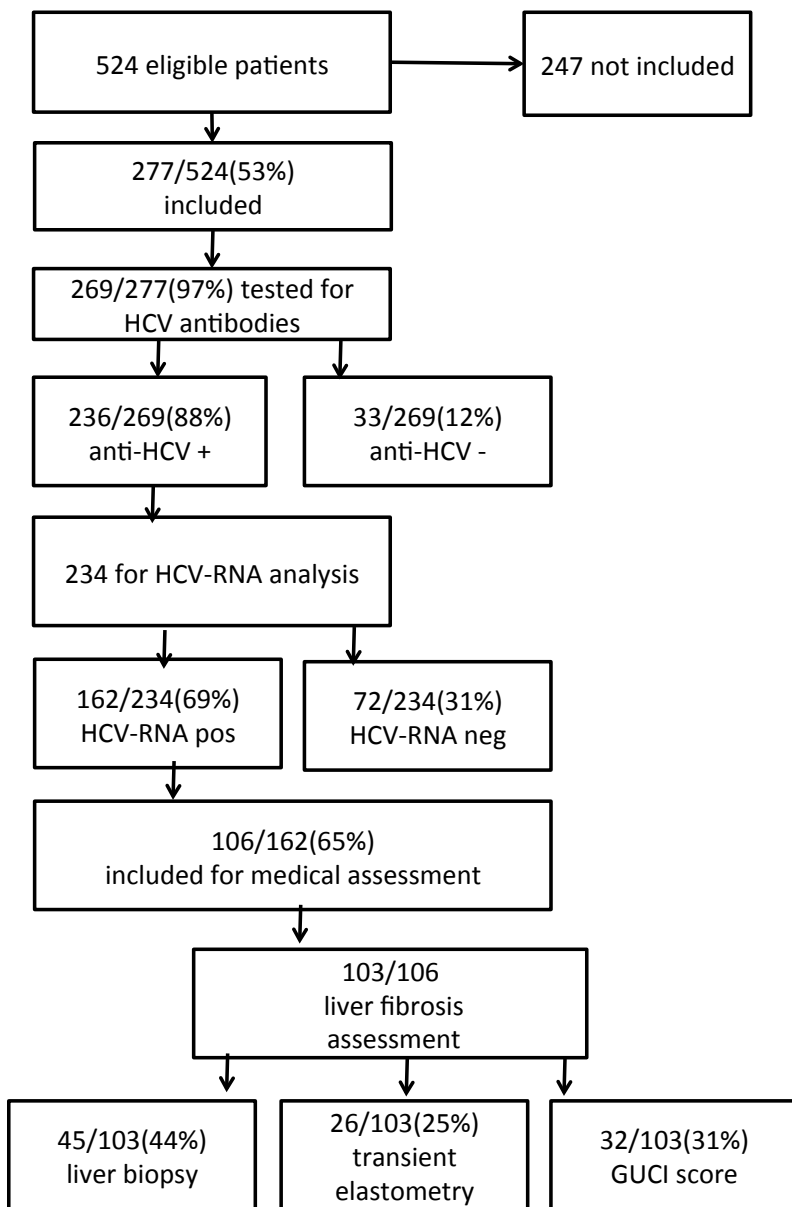 524 eligible patients
247 not included
277/524(53%)
included
269/277(97%) tested for
HCV antibodies
236/269(88%)
anti-HCV +
33/269(12%)
anti-HCV -
234 for HCV-RNA analysis
162/234(69%)
HCV-RNA pos
72/234(31%)
HCV-RNA neg
106/162(65%)
included for medical assessment
103/106
liver fibrosis
assessment
45/103(44%)
liver biopsy
26/103(25%)
transient
elastometry
32/103(31%)
GUCI score